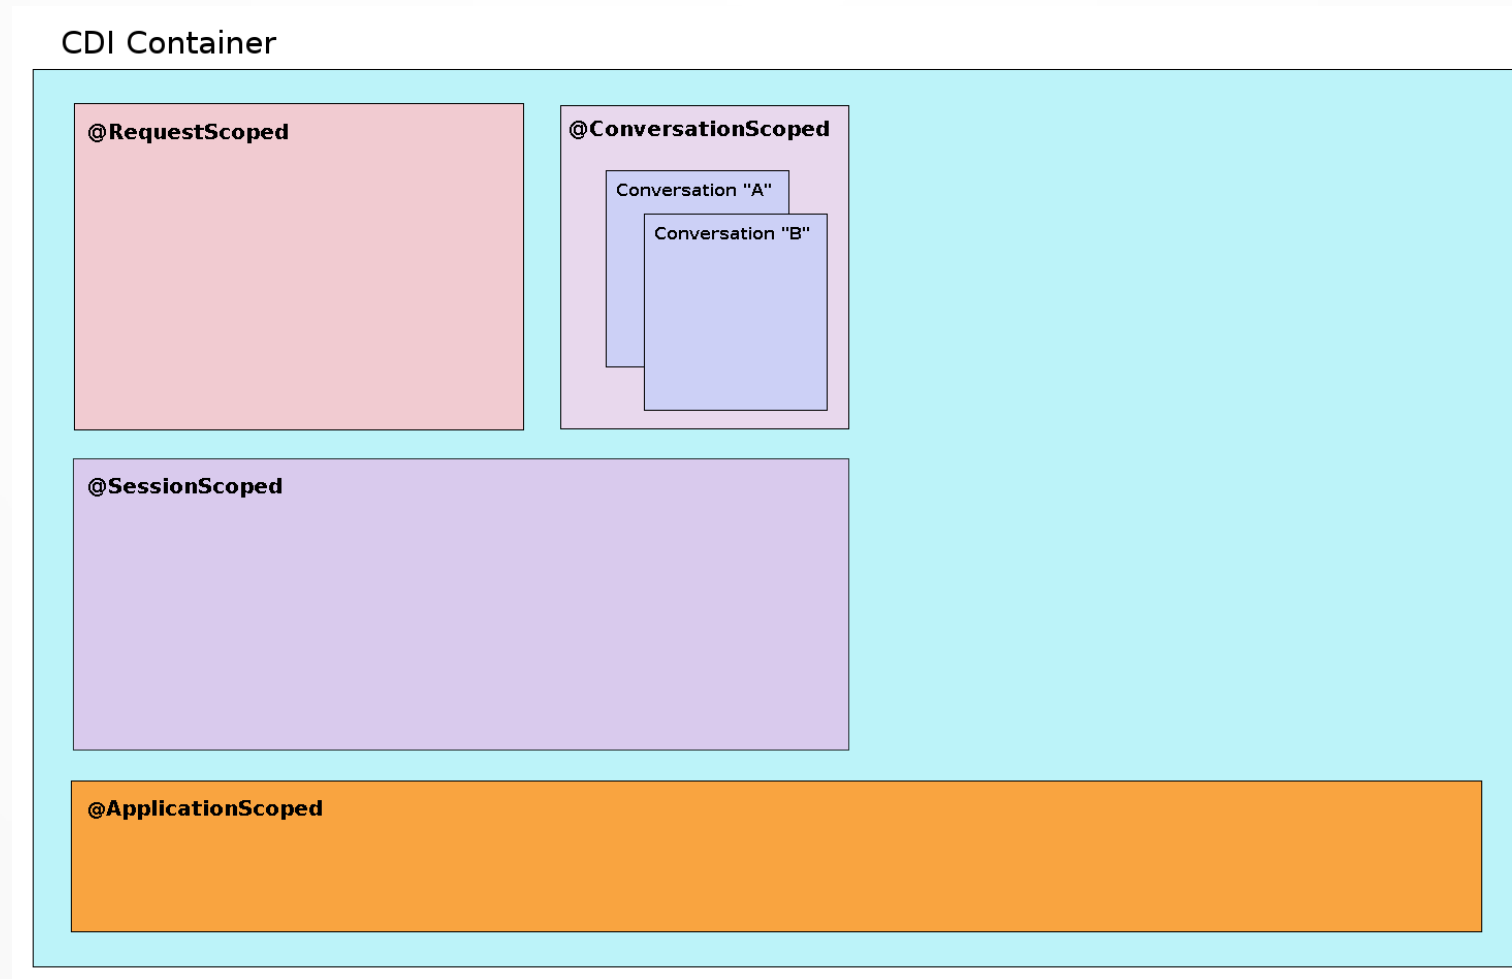 CDI Container
@RequestScoped
@ConversationScoped
Conversation "A"
Conversation "B"
@SessionScoped
@ApplicationScoped